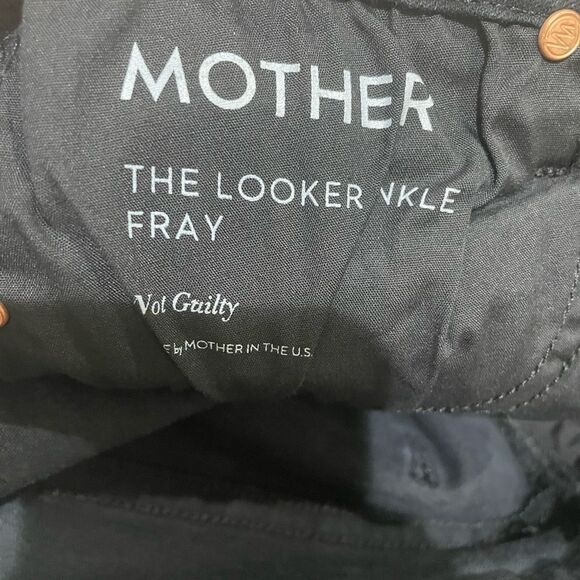 MOTHER
THE LOOKER NKLE
FRAY
Not Guilty
E by MOTHER IN THE U.S.